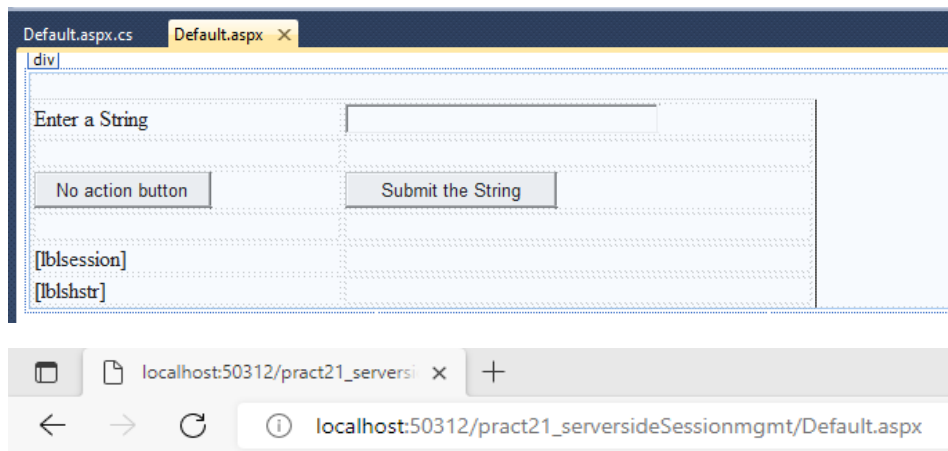 Default.aspx.cs Default.aspx
div
Enter a String
No action button Submit the String
[lblsession]
[lblshstr]
localhost:50312/pract21_serversi
localhost:50312/pract21_serversideSessionmgmt/Default.aspx